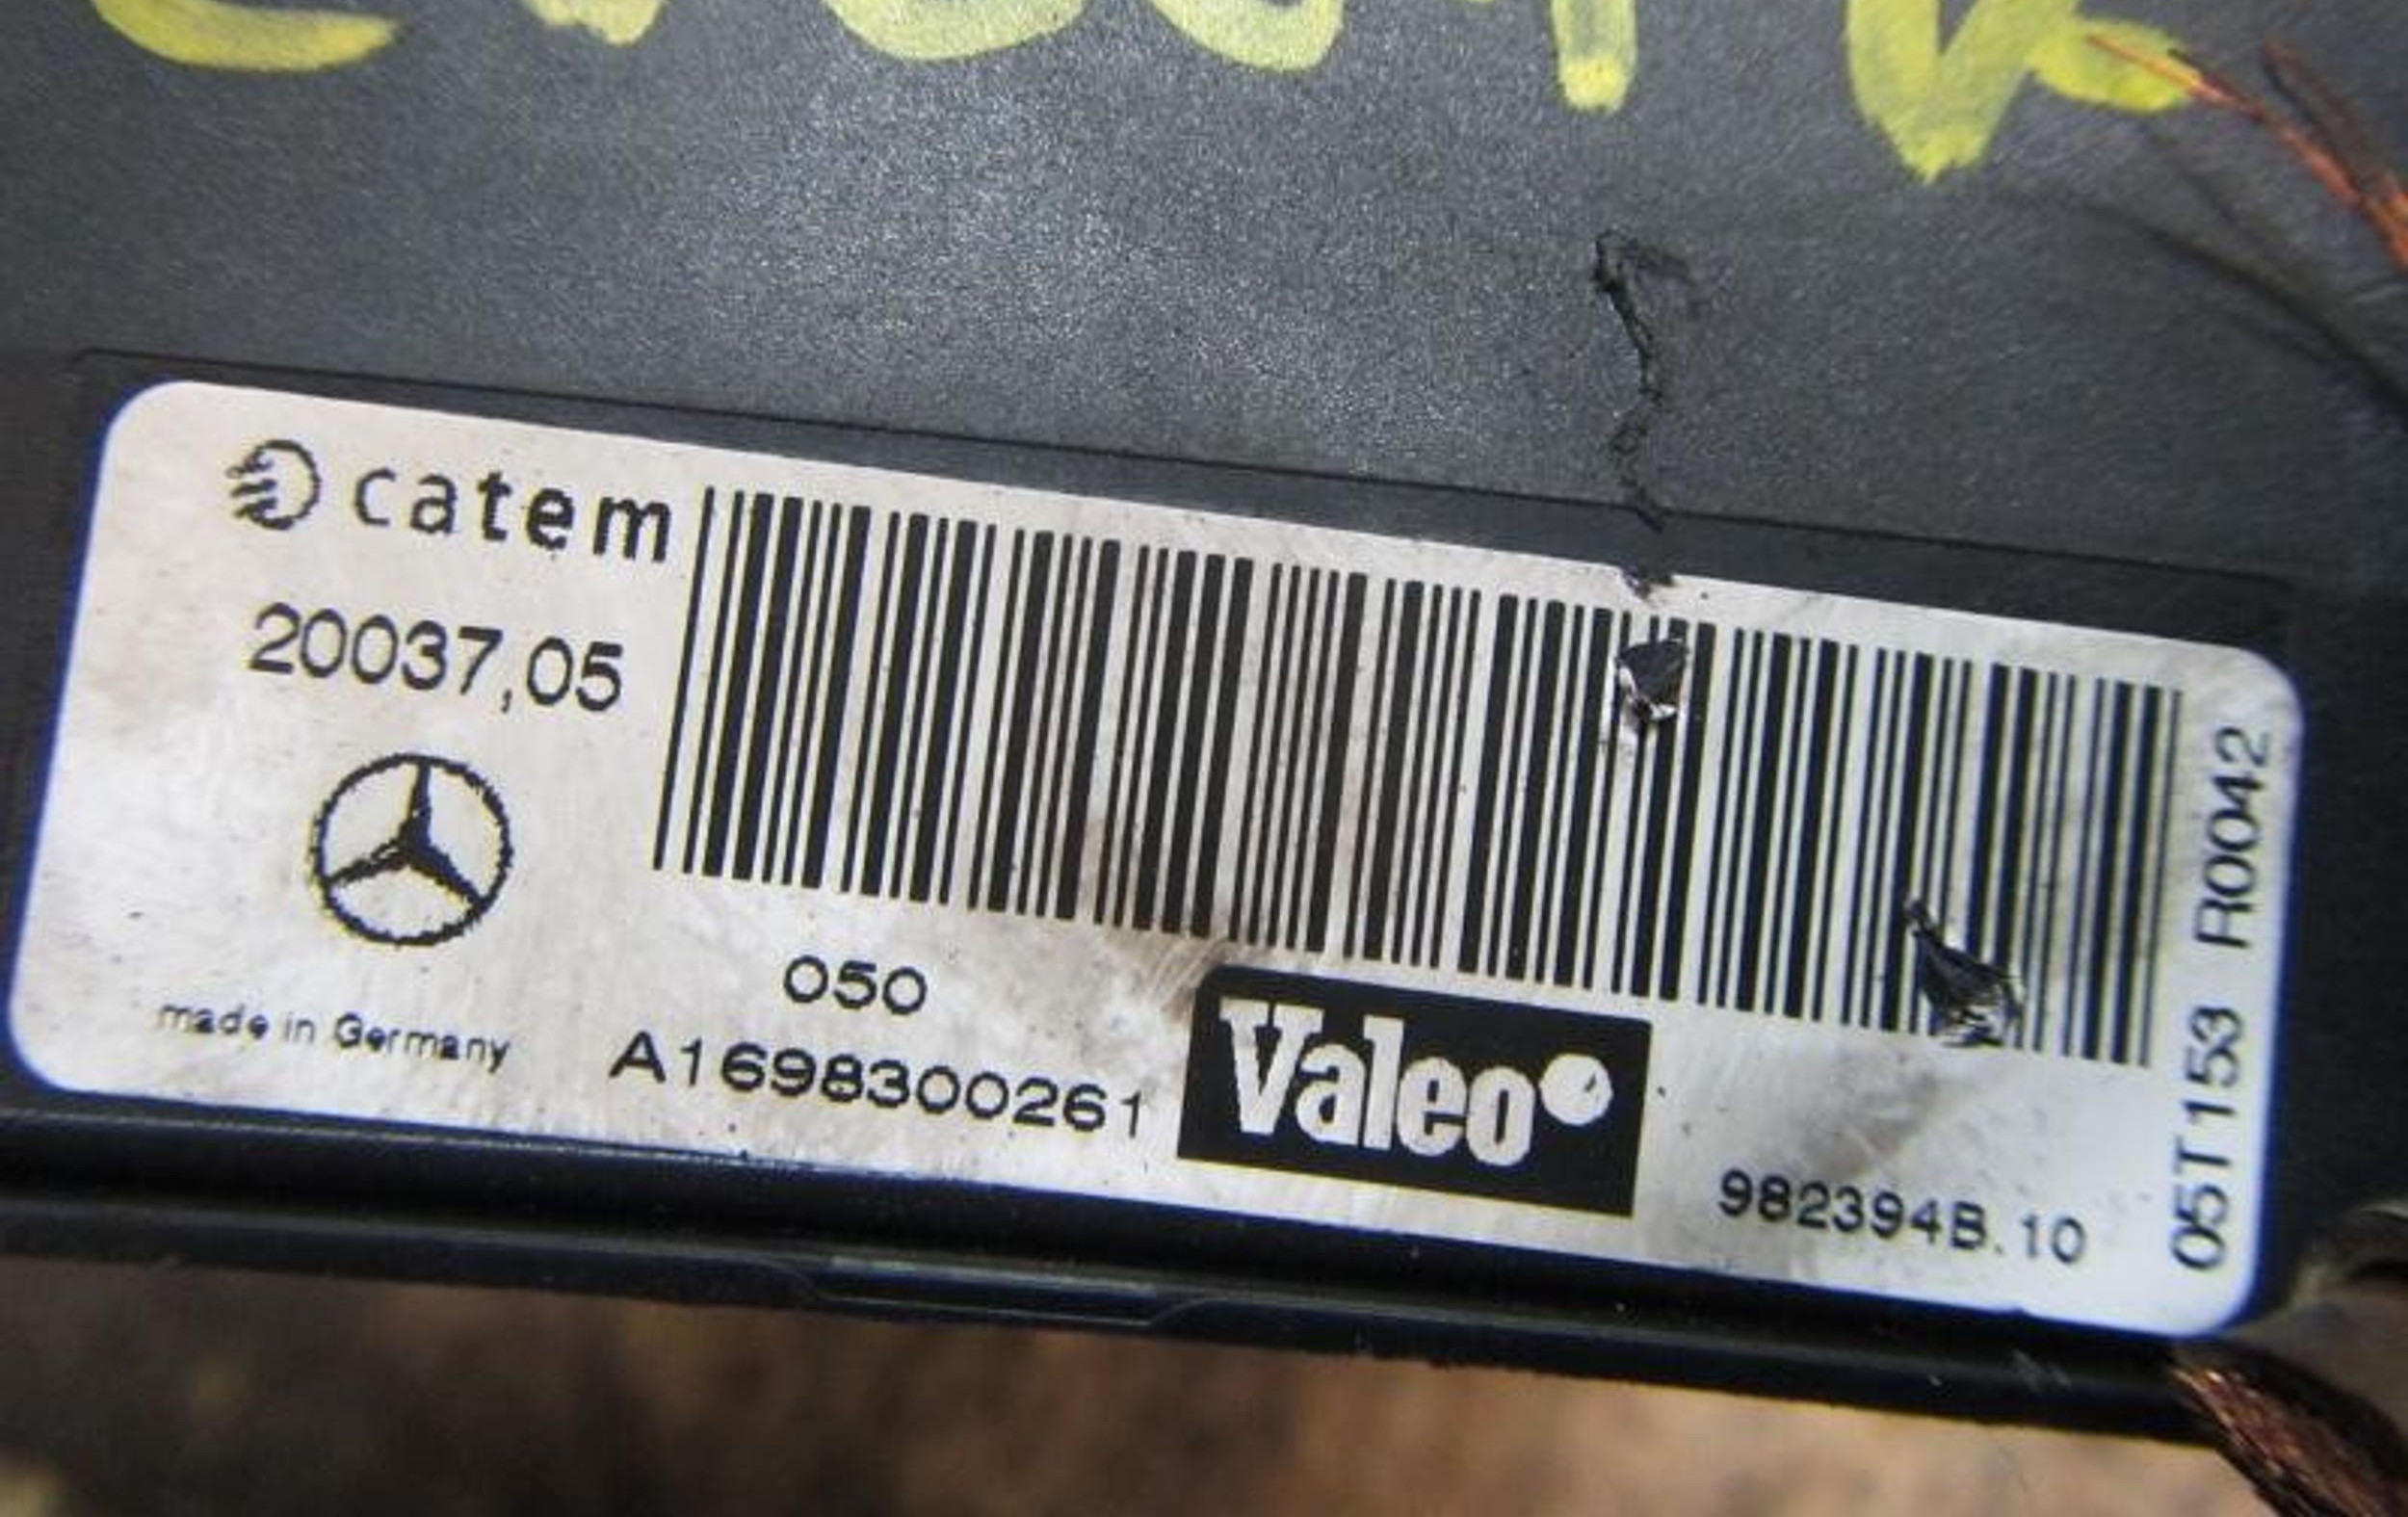 catem
20037,05
made in Germany
050
A1698300261
Valeo
982394B.10
05T153 R0042